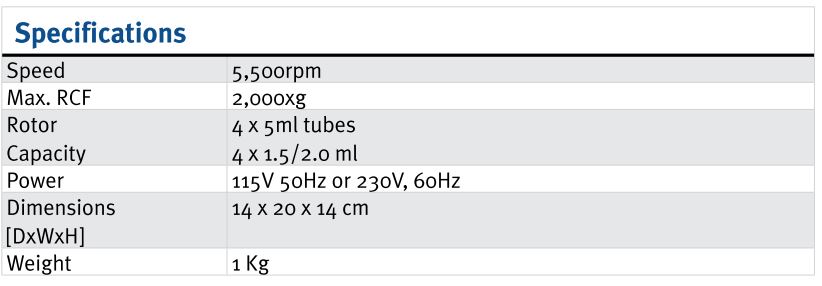 Specifications
Speed 5,500rpm
Max. RCF 2,000xg
Rotor 4 x 5ml tubes
Capacity 4 x 1.5/2.0 ml
Power 115V 50Hz or 230V, 60Hz
Dimensions 14 x 20 x 14 cm
[DxWxH]
Weight 1 Kg